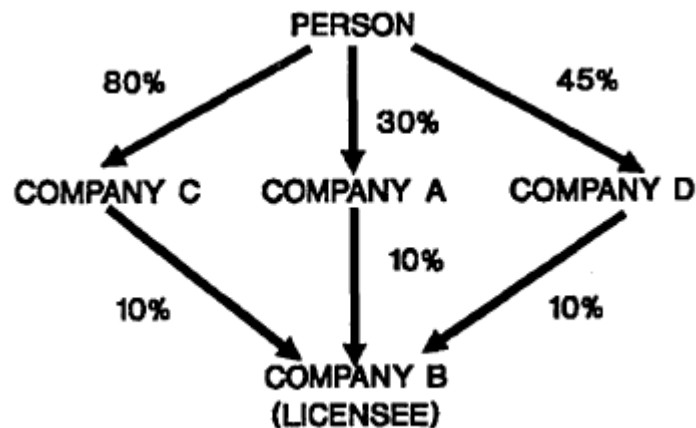 PERSON
80%
45%
30%
COMPANY C COMPANY A COMPANY D
10%
10%
10%
COMPANY B
(LICENSEE)